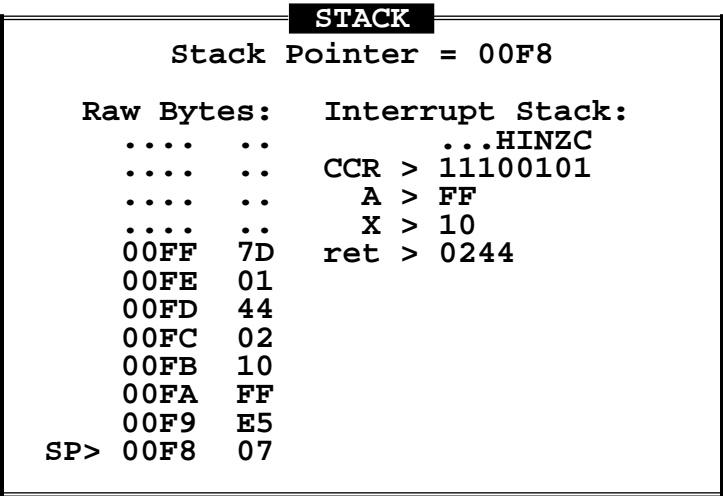 STACK
Stack Pointer = 00F8
Raw Bytes: Interrupt Stack:
.... .. ...HINZC
.... .. CCR > 11100101
.... .. A > FF
.... .. X > 10
00FF 7D ret > 0244
00FE 01
00FD 44
00FC 02
00FB 10
00FA FF
00F9 E5
SP> 00F8 07